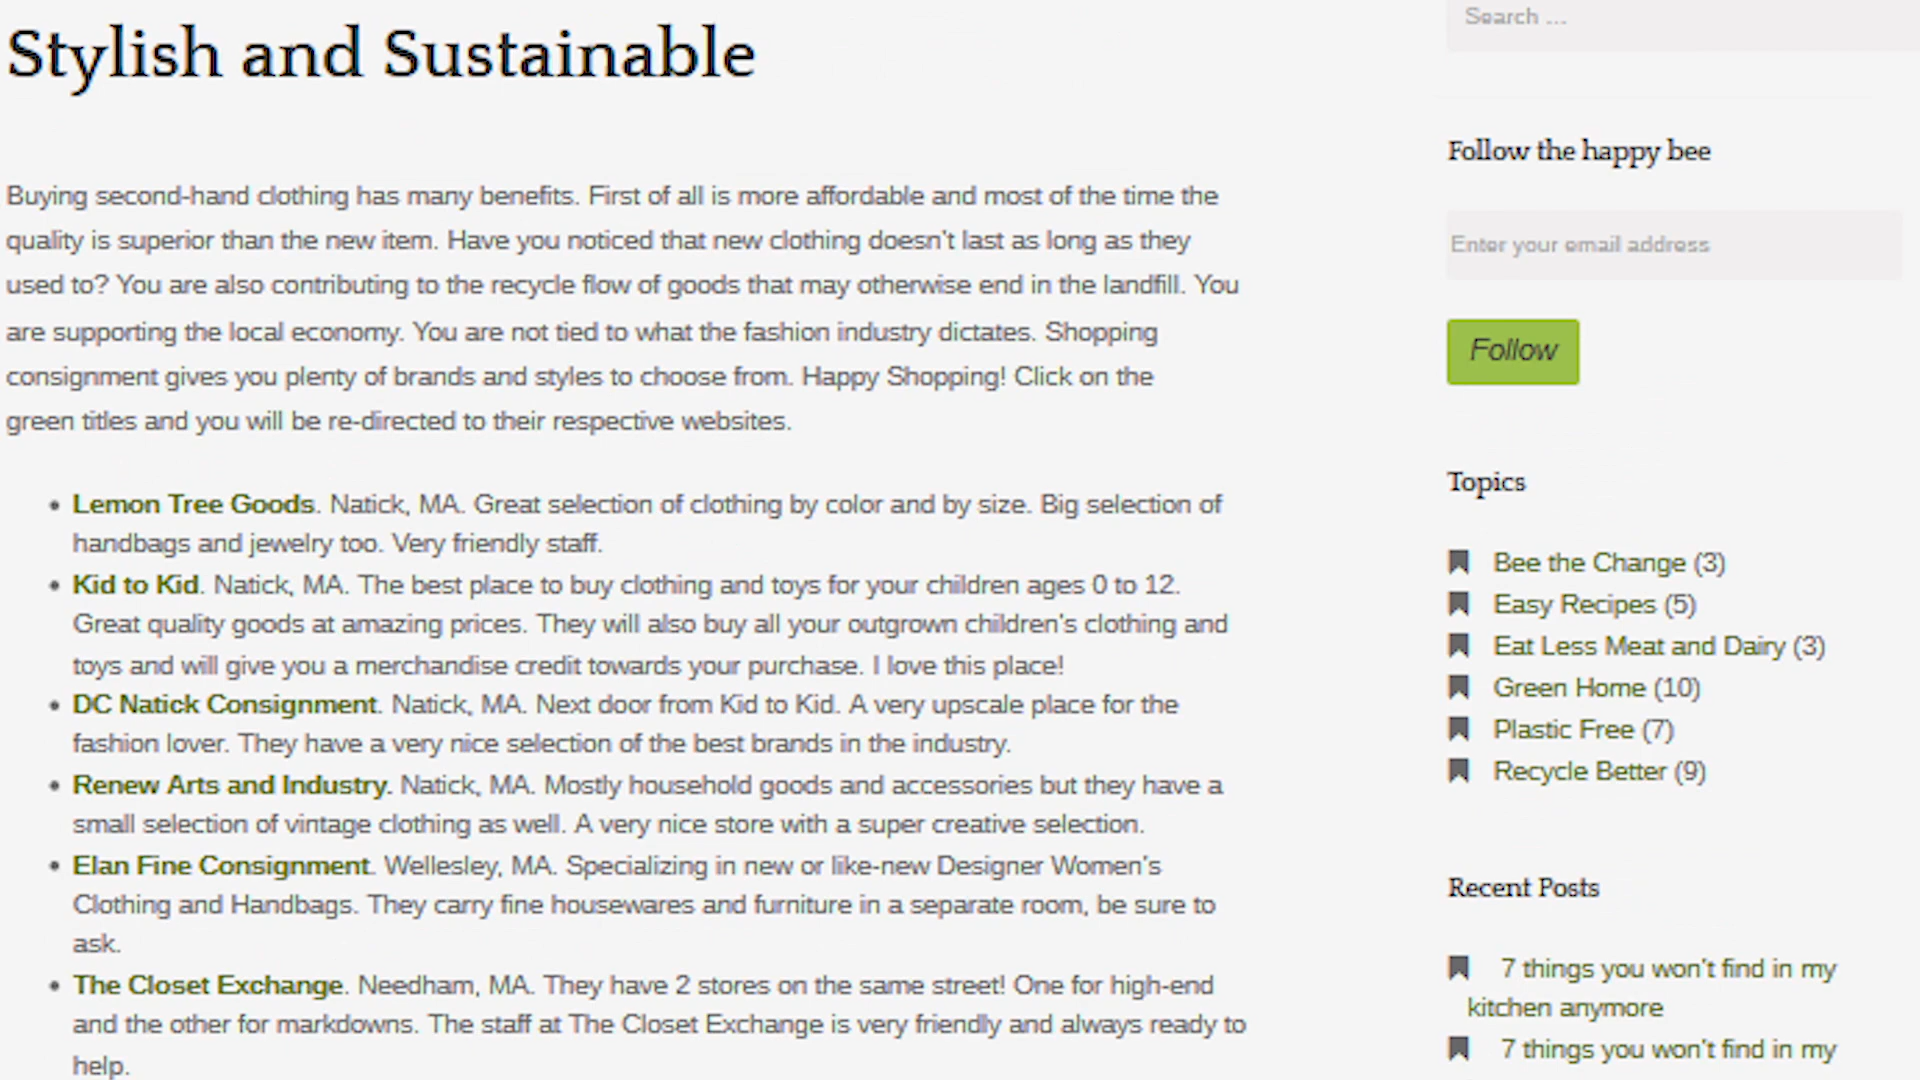 Stylish and Sustainable
Buying second-hand clothing has many benefits. First of all is more affordable and most of the time the
quality is superior than the new item. Have you noticed that new clothing doesn't last as long as they
used to? You are also contributing to the recycle flow of goods that may otherwise end in the landfill. You
are supporting the local economy. You are not tied to what the fashion industry dictates. Shopping
consignment gives you plenty of brands and styles to choose from. Happy Shopping! Click on the
green titles and you will be re-directed to their respective websites.
• Lemon Tree Goods. Natick, MA. Great selection of clothing by color and by size. Big selection of
handbags and jewelry too. Very friendly staff.
• Kid to Kid. Natick, MA. The best place to buy clothing and toys for your children ages 0 to 12.
Great quality goods at amazing prices. They will also buy all your outgrown children's clothing and
toys and will give you a merchandise credit towards your purchase. I love this place!
• DC Natick Consignment. Natick, MA. Next door from Kid to Kid. A very upscale place for the
fashion lover. They have a very nice selection of the best brands in the industry.
• Renew Arts and Industry. Natick, MA. Mostly household goods and accessories but they have a
small selection of vintage clothing as well. A very nice store with a super creative selection.
• Elan Fine Consignment. Wellesley, MA. Specializing in new or like-new Designer Women's
Clothing and Handbags. They carry fine housewares and furniture in a separate room, be sure to
ask.
• The Closet Exchange. Needham, MA. They have 2 stores on the same street! One for high-end
and the other for markdowns. The staff at The Closet Exchange is very friendly and always ready to
help.
Search ...
Follow the happy bee
Enter your email address
Follow
Topics
Bee the Change (3)
Easy Recipes (5)
Eat Less Meat and Dairy (3)
Green Home (10)
Plastic Free (7)
Recycle Better (9)
Recent Posts
7 things you won't find in my
kitchen anymore
7 things you won't find in my